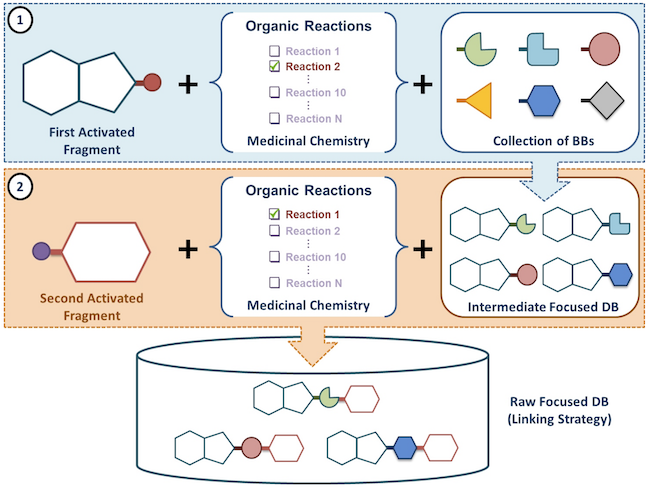 1
Organic Reactions
Reaction 1
Reaction 2
Reaction 10
Reaction N
Medicinal Chemistry
First Activated
Fragment
Collection of BBs
2
Organic Reactions
Reaction 1
Reaction 2
Reaction 10
Reaction N
Medicinal Chemistry
Second Activated
Fragment
Intermediate Focused DB
Raw Focused DB
(Linking Strategy)